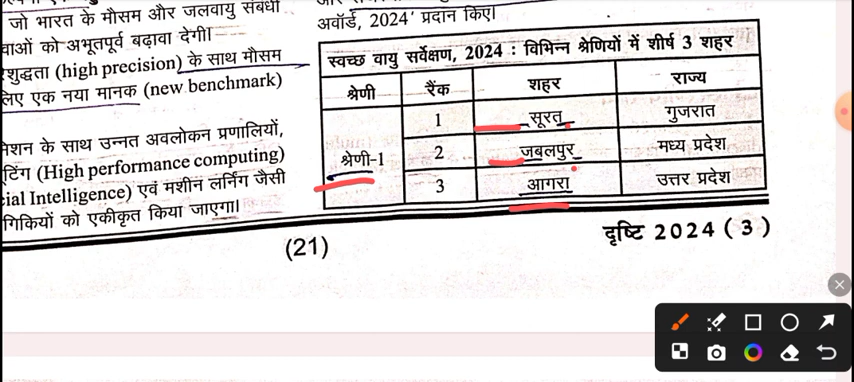 जो भारत के मौसम और जलवायु संबंधी
वाओं को अभूतपूर्व बढ़ावा देगी।
शुद्धता (high precision) के साथ मौसम
लिए एक नया मानक (new benchmark)
मेशन के साथ उन्नत अवलोकन प्रणालियों,
टिंग (High performance computing)
cial Intelligence) एवं मशीन लर्निंग जैसी
गिकियों को एकीकृत किया जाएगा।
अवॉर्ड, 2024' प्रदान किए।
स्वच्छ वायु सर्वेक्षण, 2024 : विभिन्न श्रेणियों में शीर्ष 3 शहर
श्रेणी रैंक शहर राज्य
श्रेणी-1
1 सूरत गुजरात
2 जबलपुर मध्य प्रदेश
3 आगरा उत्तर प्रदेश
(21)
दृष्टि 2024 ( 3 )